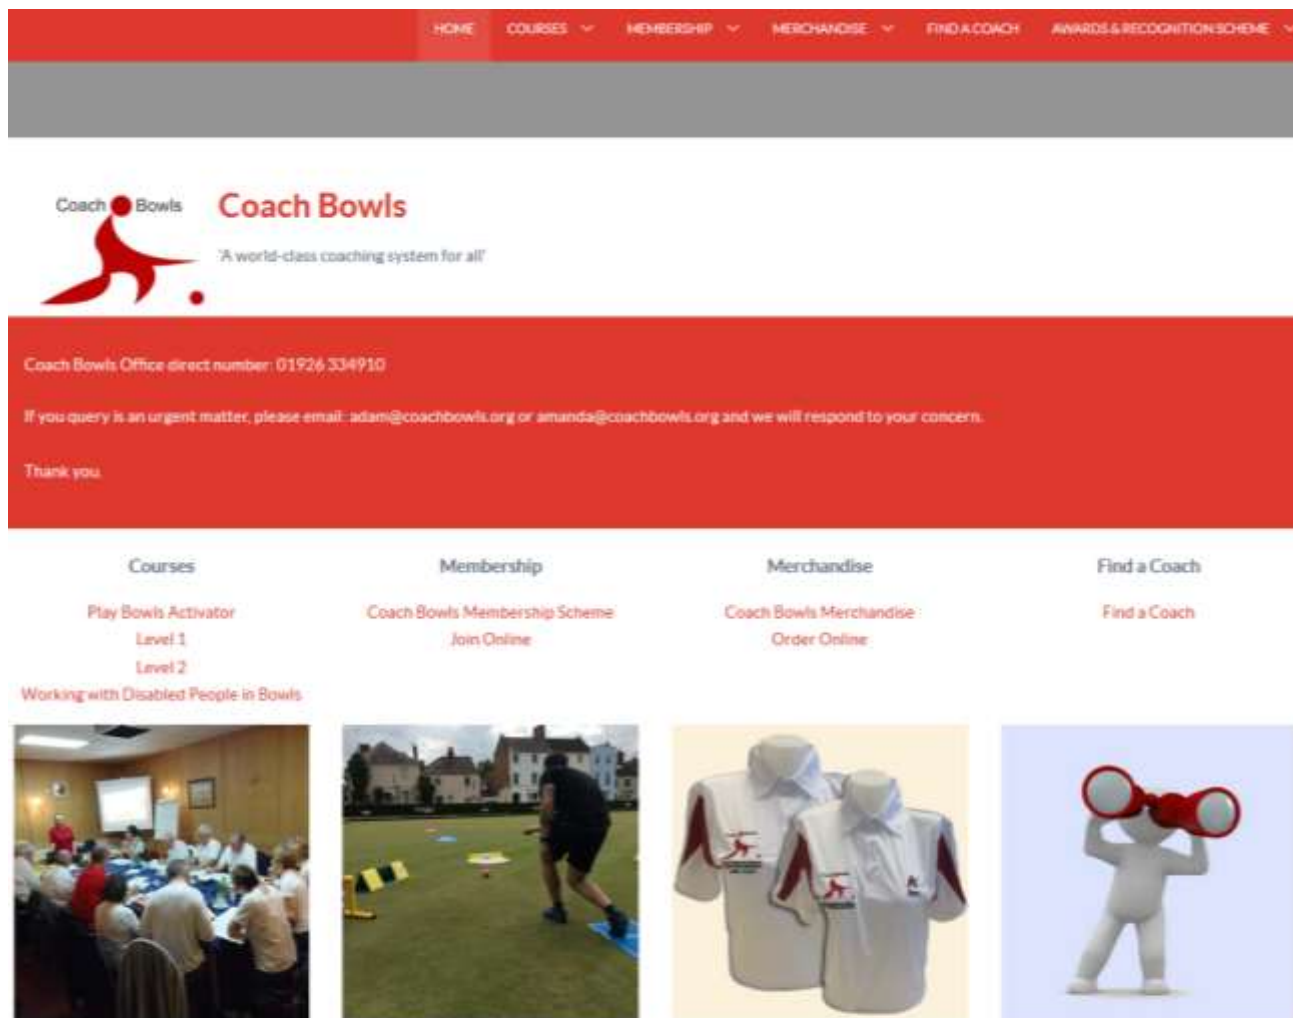 HOME COURSES MEMBERSHIP MERCHANDISE FIND A COACH AWARDS & RECOGNITION SCHEME
Coach Bowls
Coach Bowls
'A world-class coaching system for all'
Coach Bowls Office direct number: 01926 334910
If you query is an urgent matter, please email: adam@coachbowls.org or amanda@coachbowls.org and we will respond to your concern.
Thank you.
Courses Membership Merchandise Find a Coach
Play Bowls Activator Coach Bowls Membership Scheme Coach Bowls Merchandise Find a Coach
Level 1 Join Online Order Online
Level 2
Working with Disabled People in Bowls